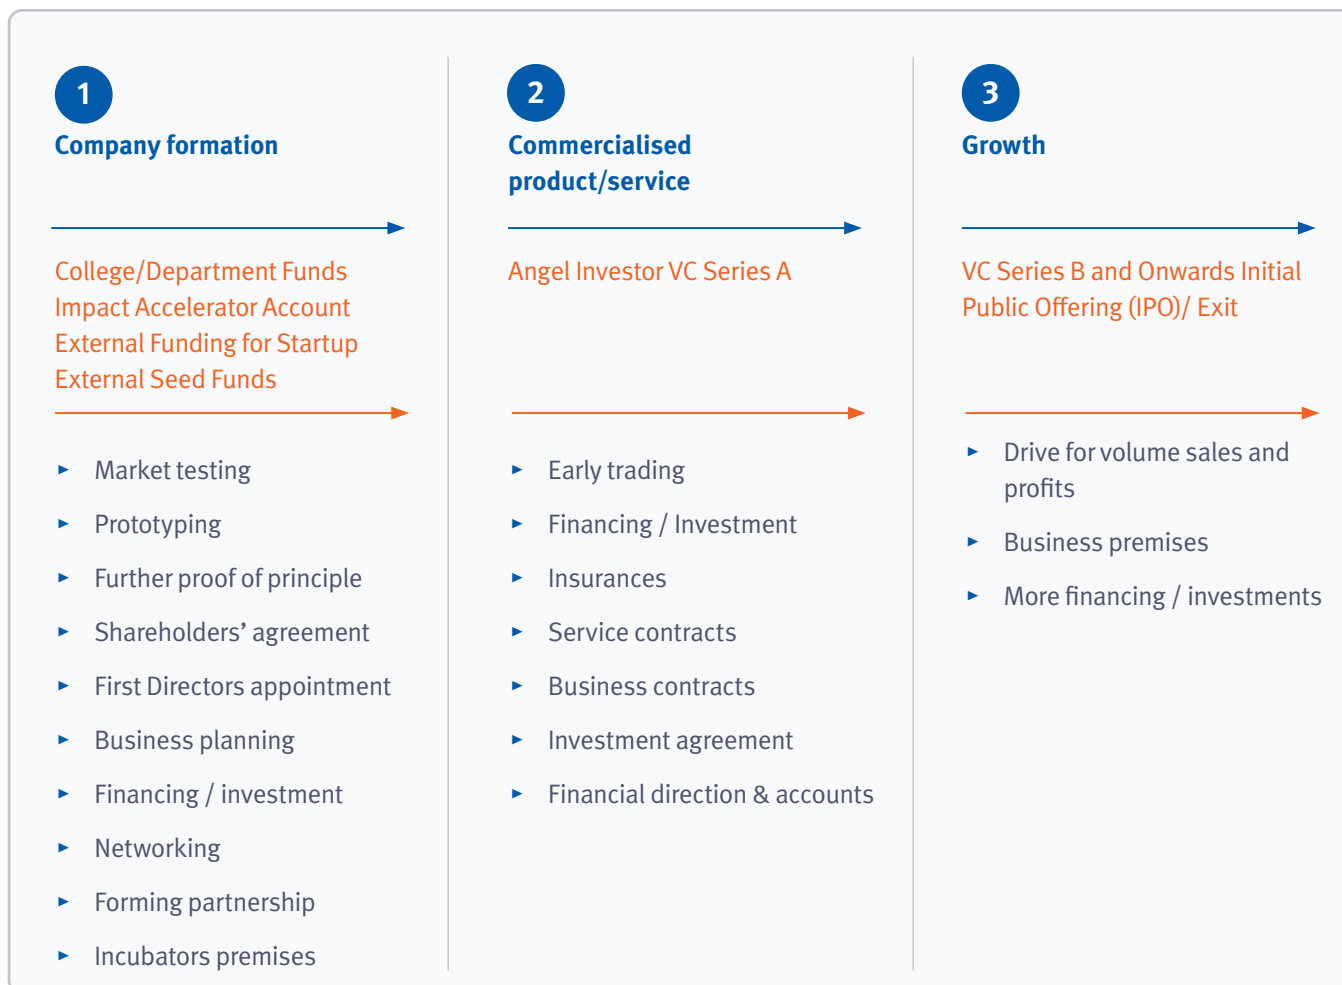 1
Company formation
College/Department Funds
Impact Accelerator Account
External Funding for Startup
External Seed Funds
Market testing
Prototyping
Further proof of principle
Shareholders’ agreement
First Directors appointment
Business planning
Financing / investment
Networking
Forming partnership
Incubators premises
2
Commercialised
product/service
Angel Investor VC Series A
Early trading
Financing / Investment
Insurances
Service contracts
Business contracts
Investment agreement
Financial direction & accounts
3
Growth
VC Series B and Onwards Initial
Public Offering (IPO)/ Exit
Drive for volume sales and
profits
Business premises
More financing / investments